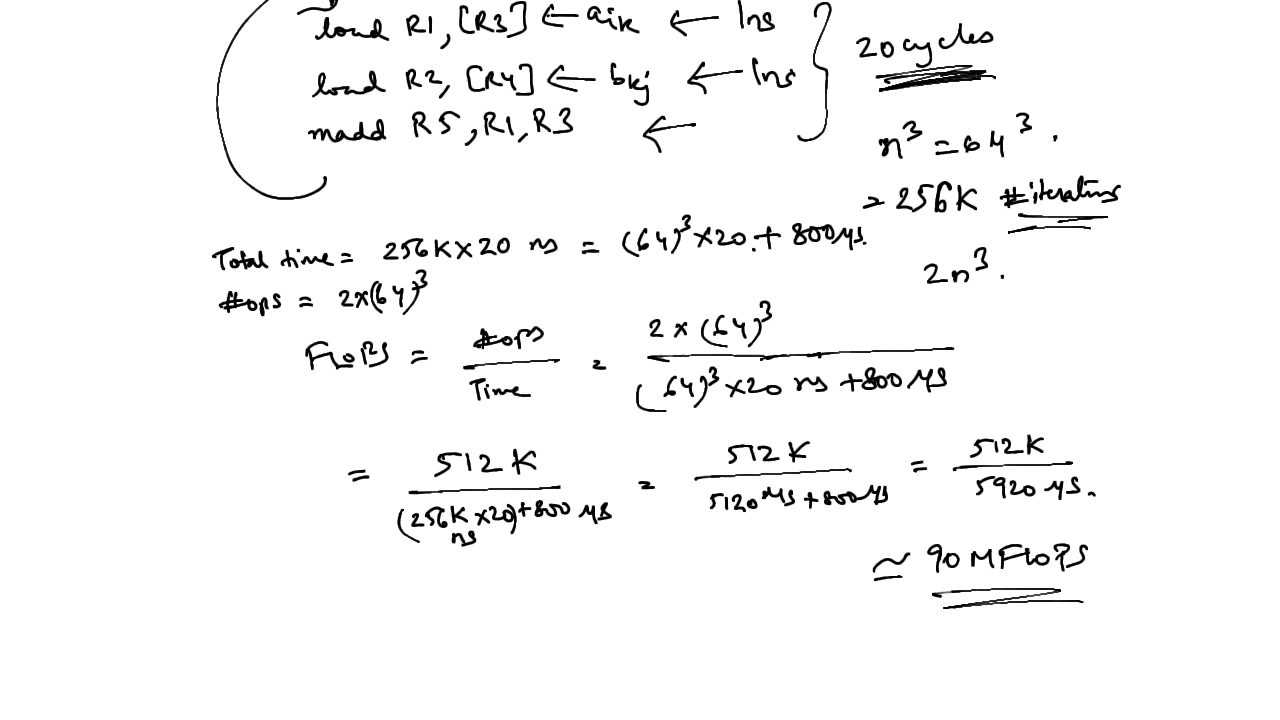 load R1, [R3] ← aik ← 1ns
load R2, [R4] ← bkj ← 1ns
madd R5, R1, R3 ←
20 cycles
n³ = 64³.
= 256K #iterations
Total time = 256K × 20 ns = (64)³ × 20 + 800 μs.
2n³.
#ops = 2×(64)³
FLOPS = #ops / Time = 2 × (64)³ / (64)³ × 20 ns + 800 μs
= 512K / (256K × 20) ns + 800 μs = 512K / 5120 μs + 800 μs = 512K / 5920 μs.
≃ 90 MFLOPS